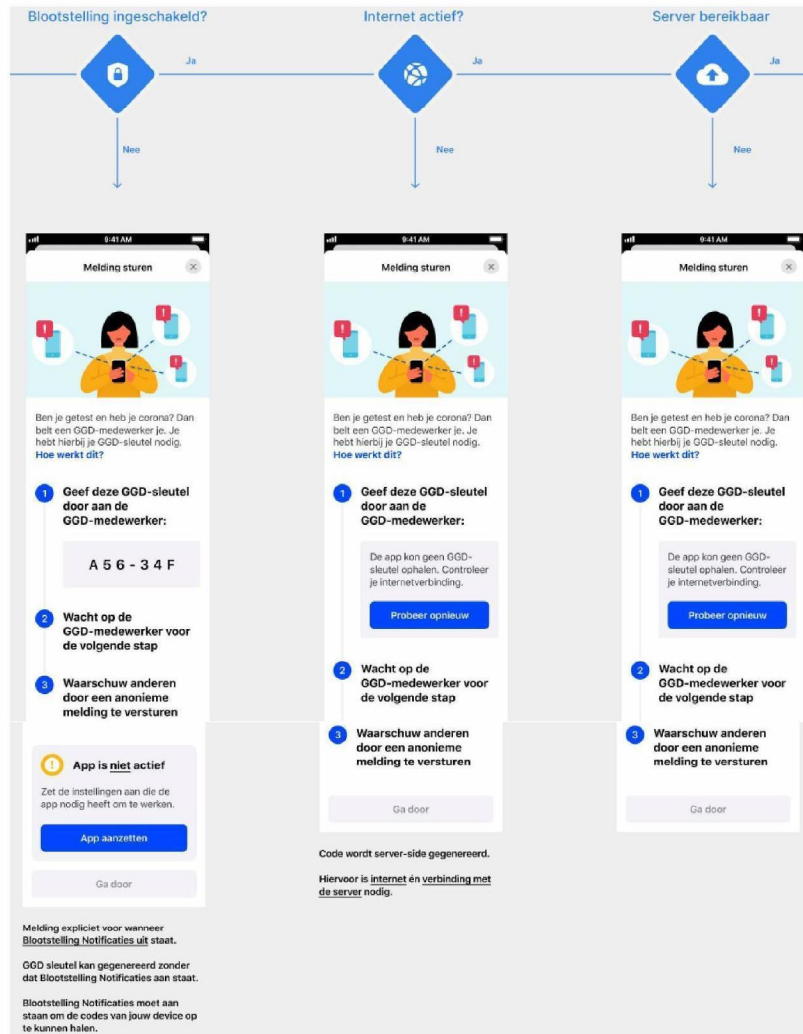 Blootstelling ingeschakeld?
Ja
Nee
9:41 AM
Melding sturen
Ben je getest en heb je corona? Dan
belt een GGD-medewerker je. Je
hebt hierbij je GGD-sleutel nodig.
Hoe werkt dit?
1
Geef deze GGD-sleutel
door aan de
GGD-medewerker:
A56-34F
2
Wacht op de
GGD-medewerker voor
de volgende stap
3
Waarschuw anderen
door een anonieme
melding te versturen
App is niet actief
Zet de instellingen aan die de
app nodig heeft om te werken.
App aanzetten
Ga door
Melding expliciet voor wanneer
Blootstelling Notificaties uit staat.
GGD sleutel kan gegenereerd zonder
dat Blootstelling Notificaties aan staat.
Blootstelling Notificaties moet aan
staan om de codes van jouw device op
te kunnen halen.
Internet actief?
Ja
Nee
9:41 AM
Melding sturen
Ben je getest en heb je corona? Dan
belt een GGD-medewerker je. Je
hebt hierbij je GGD-sleutel nodig.
Hoe werkt dit?
1
Geef deze GGD-sleutel
door aan de
GGD-medewerker:
De app kon geen GGD-
sleutel ophalen. Controleer
je internetverbinding.
Probeer opnieuw
2
Wacht op de
GGD-medewerker voor
de volgende stap
3
Waarschuw anderen
door een anonieme
melding te versturen
Ga door
Code wordt server-side gegenereerd.
Hiervoor is internet én verbinding met
de server nodig.
Server bereikbaar
Ja
Nee
9:41 AM
Melding sturen
Ben je getest en heb je corona? Dan
belt een GGD-medewerker je. Je
hebt hierbij je GGD-sleutel nodig.
Hoe werkt dit?
1
Geef deze GGD-sleutel
door aan de
GGD-medewerker:
De app kon geen GGD-
sleutel ophalen. Controleer
je internetverbinding.
Probeer opnieuw
2
Wacht op de
GGD-medewerker voor
de volgende stap
3
Waarschuw anderen
door een anonieme
melding te versturen
Ga door